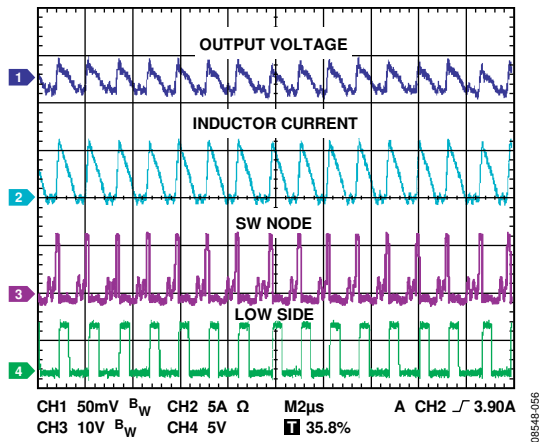 OUTPUT VOLTAGE
1
INDUCTOR CURRENT
2
SW NODE
3
LOW SIDE
4
CH1 50mV BW CH2 5A Ω M2µs A CH2 3.90A
CH3 10V BW CH4 5V T 35.8%
08548-056